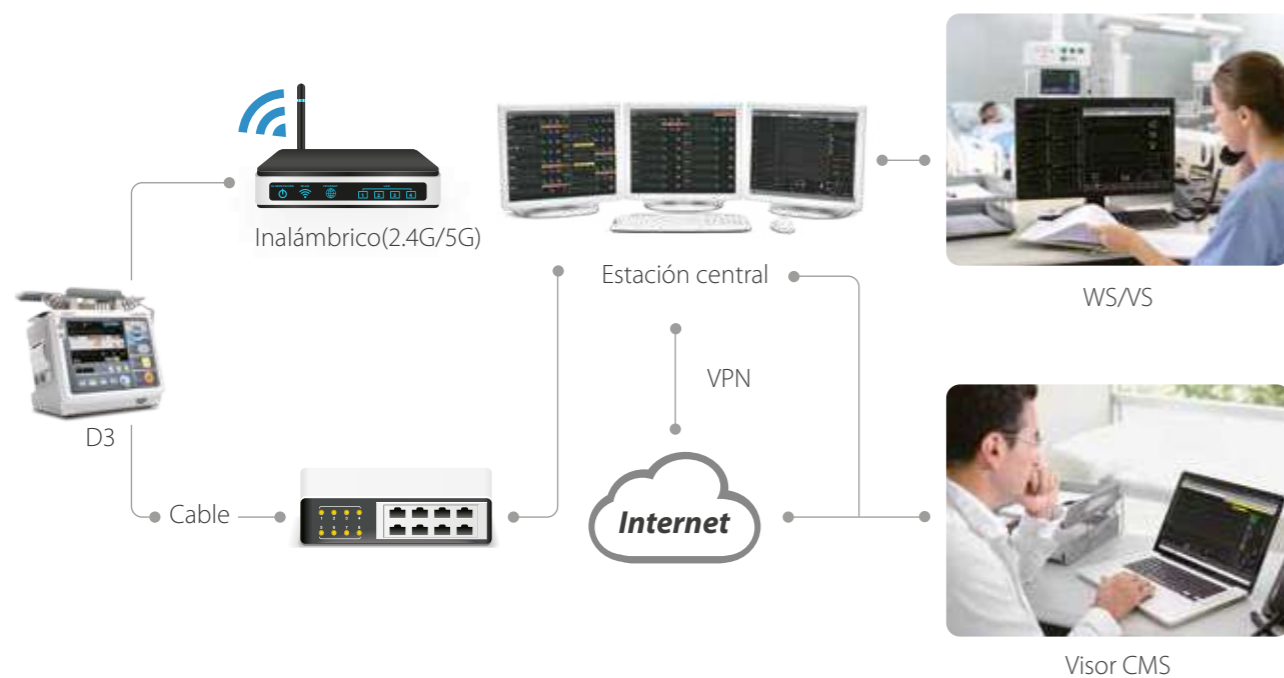 Inalámbrico(2.4G/5G)
Estación central
WS/VS
D3
VPN
Cable
Internet
Visor CMS